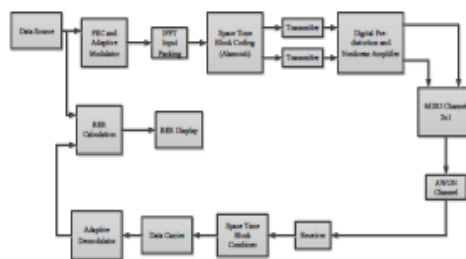 Data Source
FEC and
Adaptive
Modulator
IFFT
Input
Packing
Space Time
Block Coding
(Alamouti)
Transmitter
Transmitter
Digital Pre-
distortion and
Nonlinear Amplifier
MISO Channel
2x1
AWGN
Channel
Receiver
Space Time
Block
Combiner
Data Carrier
Adaptive
Demodulator
BER
Calculation
BER Display